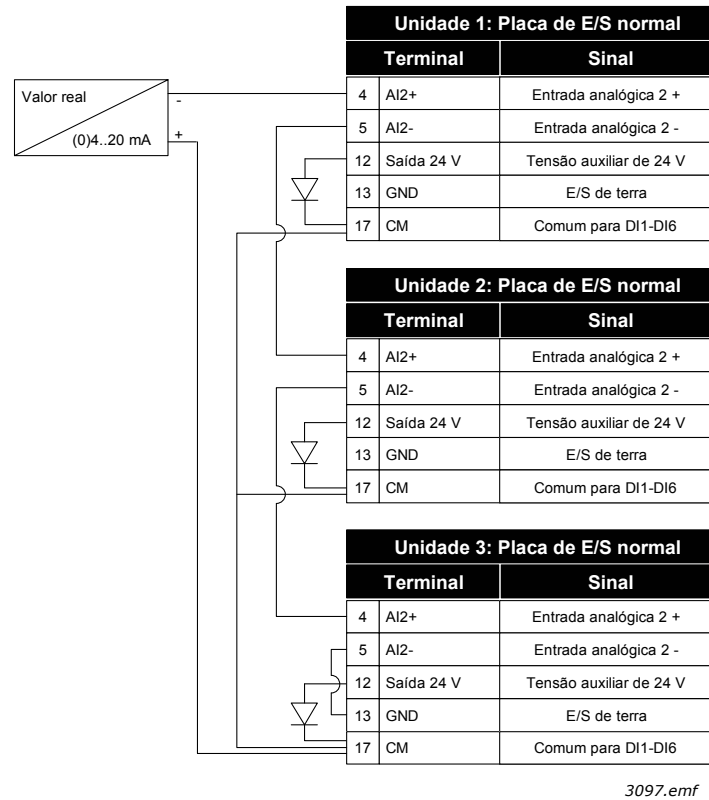 Unidade 1: Placa de E/S normal
Terminal Sinal
Valor real
-
+
(0)4..20 mA
4 AI2+ Entrada analógica 2 +
5 AI2- Entrada analógica 2 -
12 Saída 24 V Tensão auxiliar de 24 V
13 GND E/S de terra
17 CM Comum para DI1-DI6
Unidade 2: Placa de E/S normal
Terminal Sinal
4 AI2+ Entrada analógica 2 +
5 AI2- Entrada analógica 2 -
12 Saída 24 V Tensão auxiliar de 24 V
13 GND E/S de terra
17 CM Comum para DI1-DI6
Unidade 3: Placa de E/S normal
Terminal Sinal
4 AI2+ Entrada analógica 2 +
5 AI2- Entrada analógica 2 -
12 Saída 24 V Tensão auxiliar de 24 V
13 GND E/S de terra
17 CM Comum para DI1-DI6
3097.emf